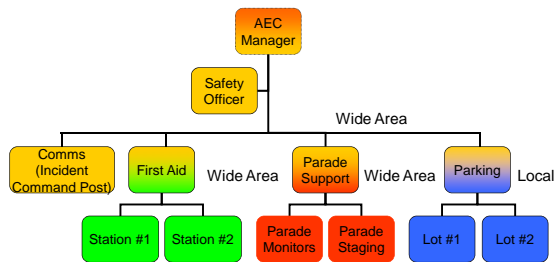 AEC
Manager
Safety
Officer
Wide Area
Comms
(Incident
Command Post)
First Aid
Wide Area
Parade
Support
Wide Area
Parking
Local
Station #1
Station #2
Parade
Monitors
Parade
Staging
Lot #1
Lot #2